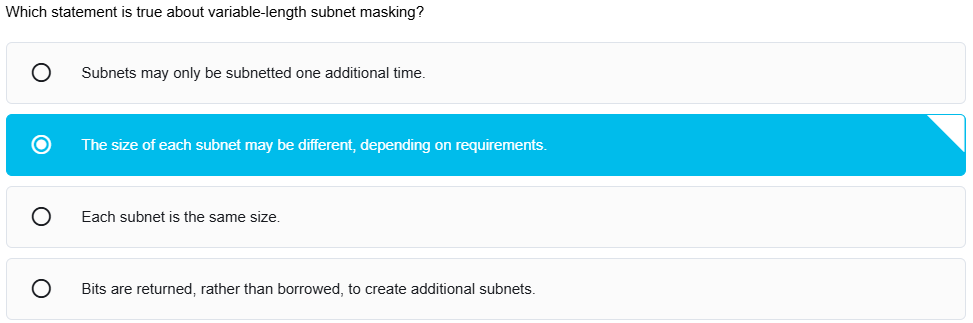 Which statement is true about variable-length subnet masking?
Subnets may only be subnetted one additional time.
The size of each subnet may be different, depending on requirements.
Each subnet is the same size.
Bits are returned, rather than borrowed, to create additional subnets.